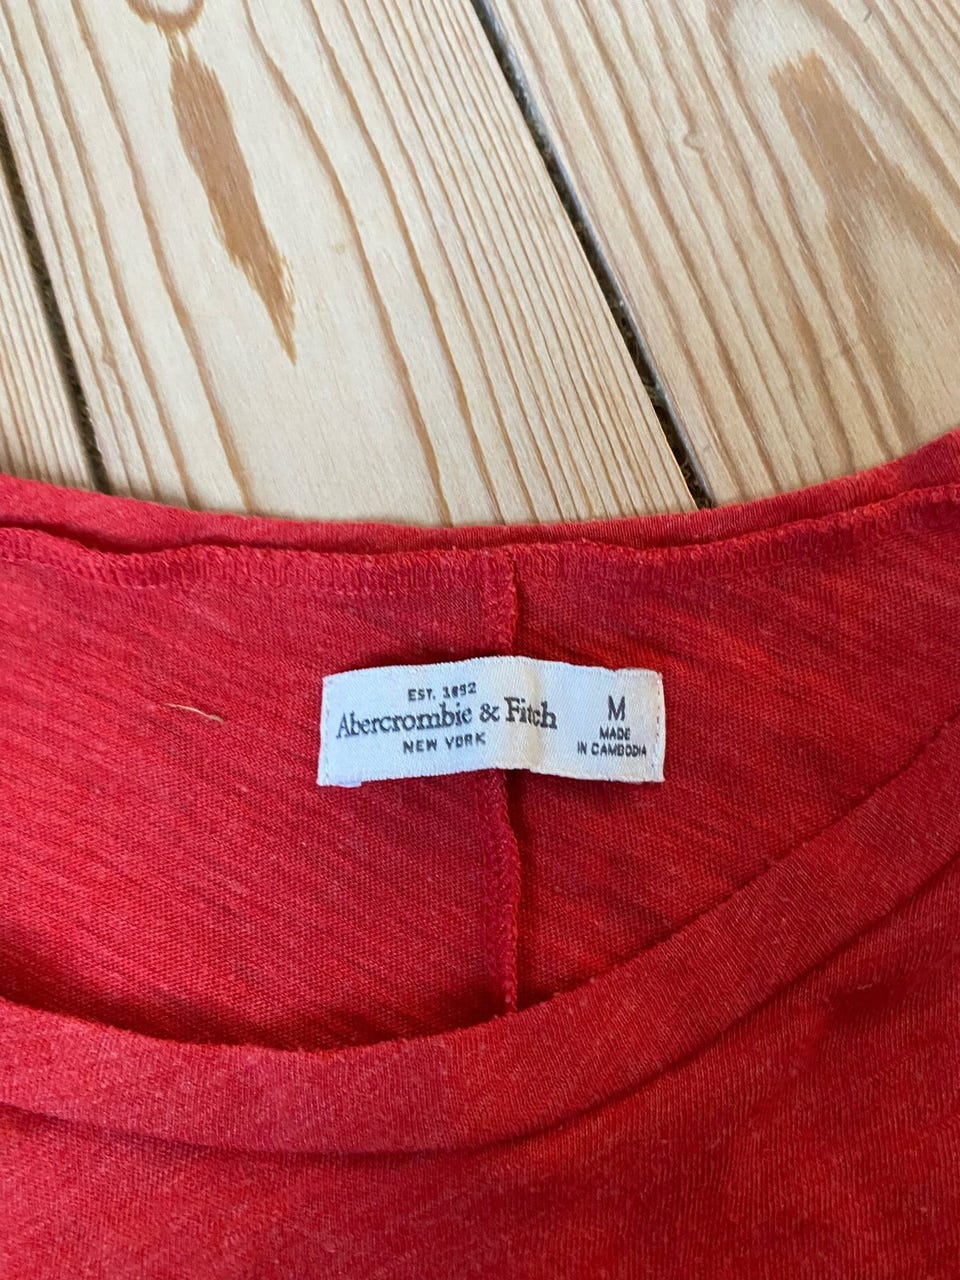 EST. 1892
Abercrombie & Fitch
NEW YORK
M
MADE
IN CAMBODIA